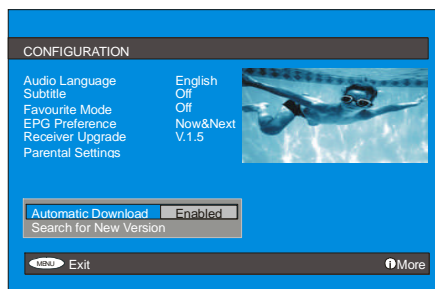 CONFIGURATION
Audio Language English
Subtitle Off
Favourite Mode Off
EPG Preference Now&Next
Receiver Upgrade V.1.5
Parental Settings
Automatic Download Enabled
Search for New Version
MENU Exit i More